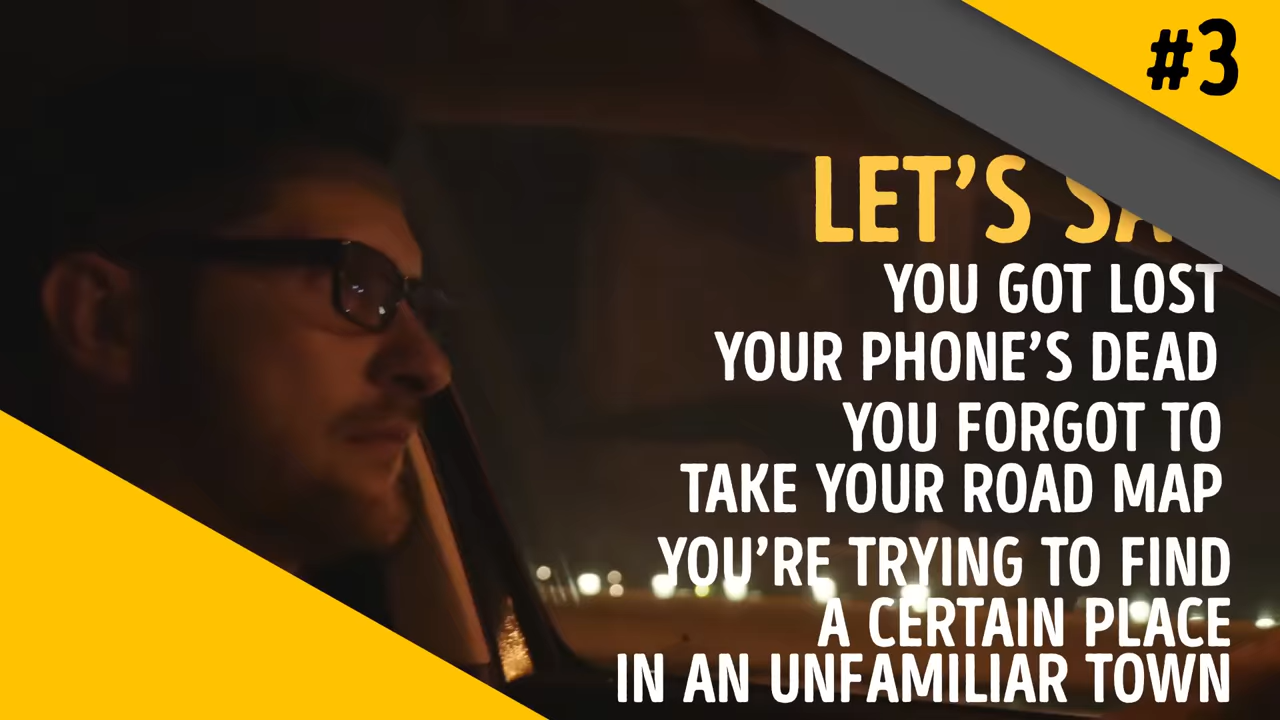 #3
LET'S
YOU GOT LOST
YOUR PHONE'S DEAD
YOU FORGOT TO
TAKE YOUR ROAD MAP
YOU'RE TRYING TO FIND
A CERTAIN PLACE
IN AN UNFAMILIAR TOWN